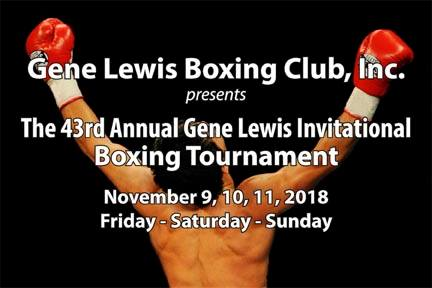 Gene Lewis Boxing Club, Inc.
presents
The 43rd Annual Gene Lewis Invitational
Boxing Tournament
November 9, 10, 11, 2018
Friday - Saturday - Sunday